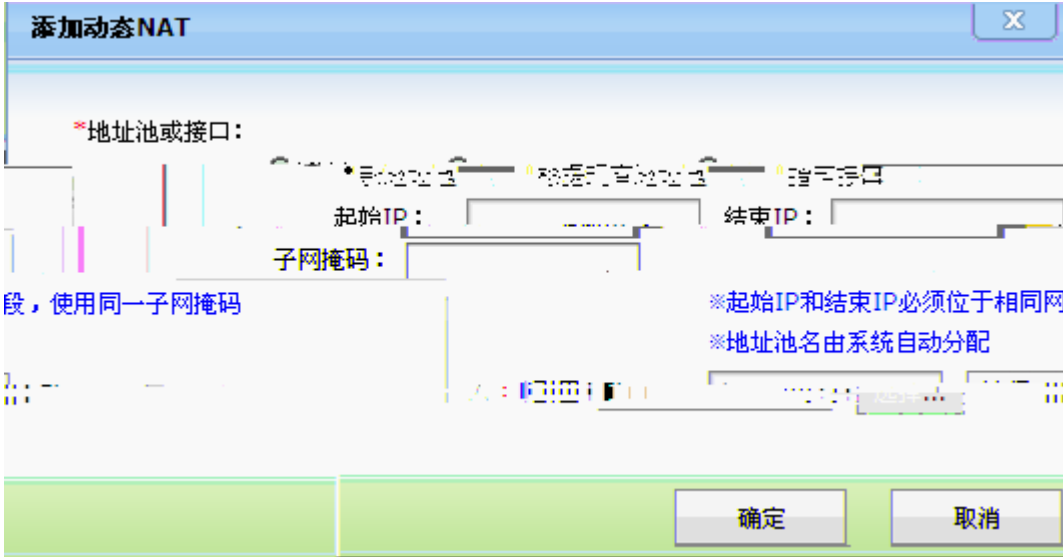 添加动态NAT
*地址池或接口：
起始IP： 结束IP：
子网掩码：
段，使用同一子网掩码 ※起始IP和结束IP必须位于相同网
※地址池名由系统自动分配
确定 取消